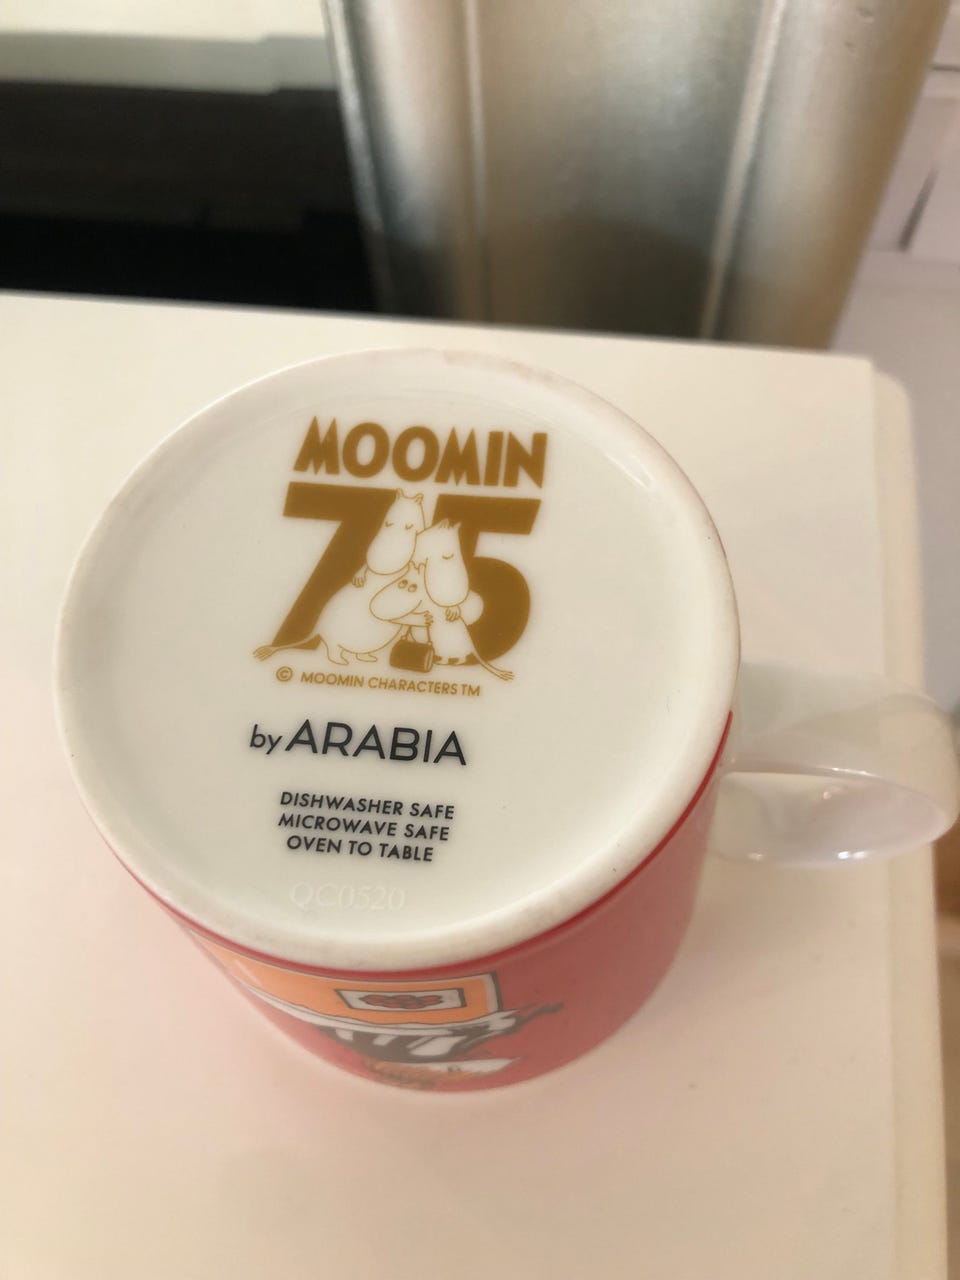 MOOMIN
75
© MOOMIN CHARACTERS TM
by ARABIA
DISHWASHER SAFE
MICROWAVE SAFE
OVEN TO TABLE
QC0520